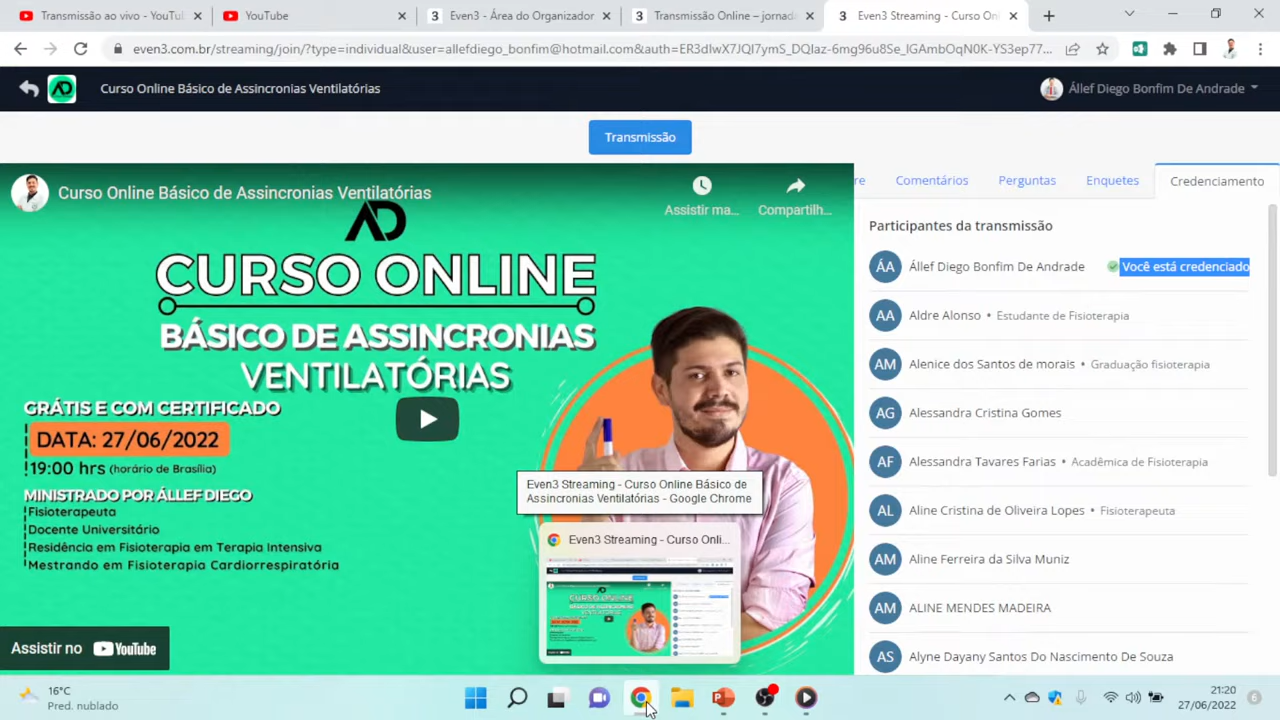 Transmissão ao vivo - YouTu
YouTube
Even3 - Área do Organizador
Transmissão Online – jornada
Even3 Streaming - Curso Onl
even3.com.br/streaming/join/?type=individual&user=allefdiego_bonfim@hotmail.com&auth=ER3dIwX7JQI7ymS_DQIaz-6mg96u8Se_IGAmbOqN0K-YS3ep77...
Curso Online Básico de Assincronias Ventilatórias
Állef Diego Bonfim De Andrade
Transmissão
Curso Online Básico de Assincronias Ventilatórias
Assistir ma...
Compartilh...
AD
CURSO ONLINE
BÁSICO DE ASSINCRONIAS
VENTILATÓRIAS
GRÁTIS E COM CERTIFICADO
DATA: 27/06/2022
19:00 hrs (horário de Brasília)
MINISTRADO POR ÁLLEF DIEGO
Fisioterapeuta
Docente Universitário
Residência em Fisioterapia em Terapia Intensiva
Mestrando em Fisioterapia Cardiorrespiratória
Assistir no YouTube
Even3 Streaming - Curso Online Básico de
Assincronias Ventilatórias - Google Chrome
Even3 Streaming - Curso Onli...
re Comentários Perguntas Enquetes Credenciamento
Participantes da transmissão
ÁA Állef Diego Bonfim De Andrade Você está credenciado
AA Aldre Alonso • Estudante de Fisioterapia
AM Alenice dos Santos de morais • Graduação fisioterapia
AG Alessandra Cristina Gomes
AF Alessandra Tavares Farias • Acadêmica de Fisioterapia
AL Aline Cristina de Oliveira Lopes • Fisioterapeuta
AM Aline Ferreira da Silva Muniz
AM ALINE MENDES MADEIRA
AS Alyne Dayany Santos Do Nascimento De Souza
16°C
Pred. nublado
21:20
27/06/2022
6